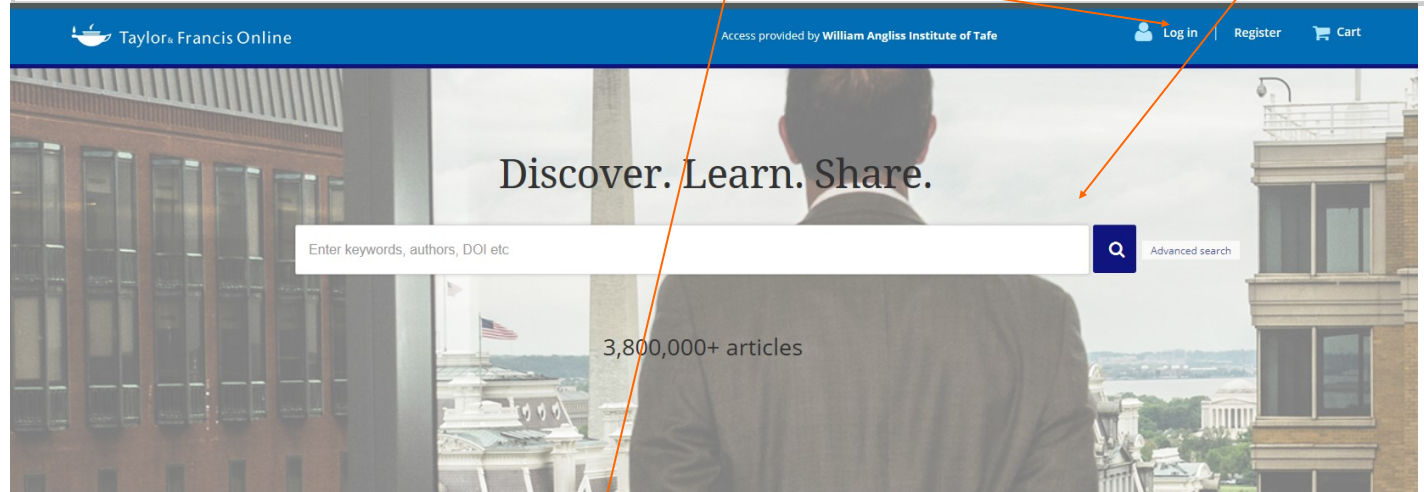 Taylor & Francis Online
Access provided by William Angliss Institute of Tafe
Log in | Register
Cart
Discover. Learn. Share.
Enter keywords, authors, DOI etc
Advanced search
3,800,000+ articles